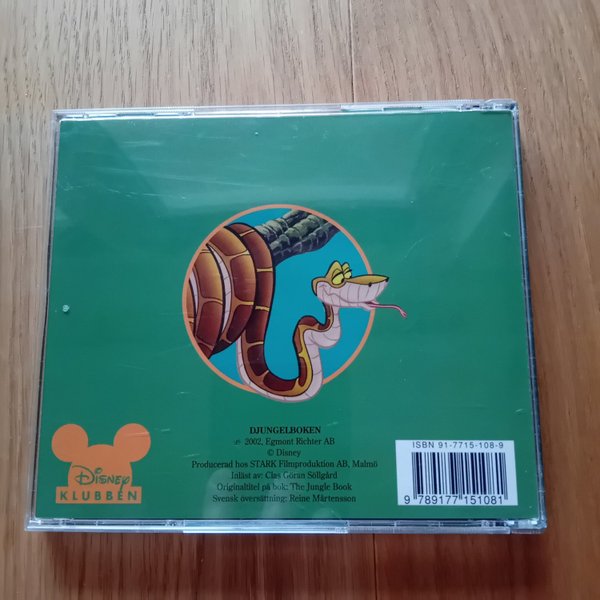 DJUNGELBOKEN
℗ 2002, Egmont Richter AB
© Disney
Producerad hos STARK Filmproduktion AB, Malmö
Inläst av: Clas Göran Söllgård
Originaltitel på bok: The Jungle Book
Svensk översättning: Reine Mårtensson
Disney
KLUBBEN
ISBN 91-7715-108-9
9 789177 151081